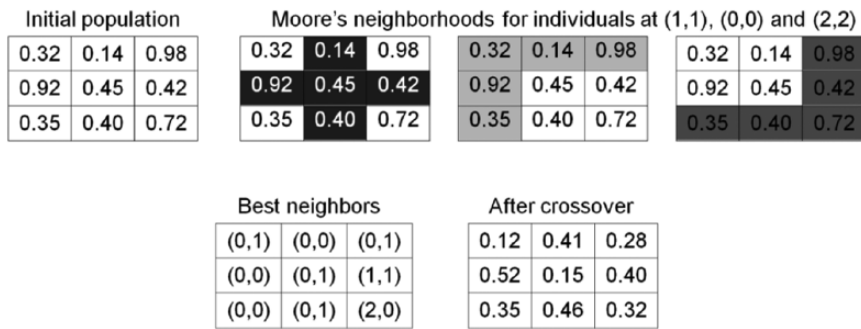 Initial population
Moore's neighborhoods for individuals at (1,1), (0,0) and (2,2)
0.32 0.14 0.98
0.92 0.45 0.42
0.35 0.40 0.72
0.32 0.14 0.98
0.92 0.45 0.42
0.35 0.40 0.72
0.32 0.14 0.98
0.92 0.45 0.42
0.35 0.40 0.72
0.32 0.14 0.98
0.92 0.45 0.42
0.35 0.40 0.72
Best neighbors
(0,1) (0,0) (0,1)
(0,0) (0,1) (1,1)
(0,0) (0,1) (2,0)
After crossover
0.12 0.41 0.28
0.52 0.15 0.40
0.35 0.46 0.32